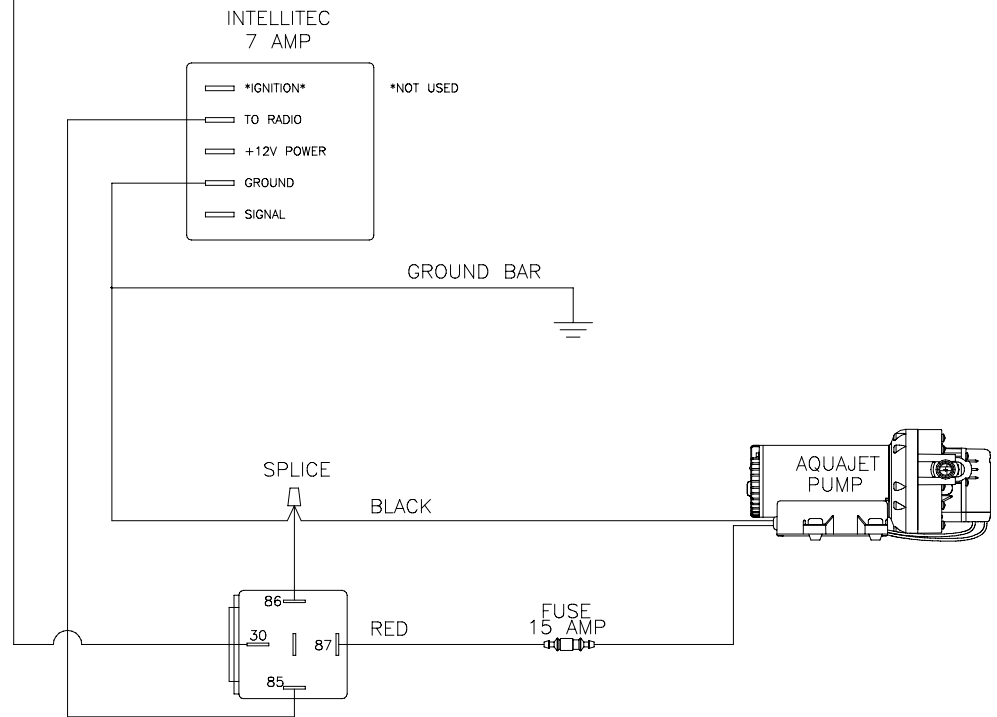 INTELLITEC
7 AMP
*IGNITION*
*NOT USED
TO RADIO
+12V POWER
GROUND
SIGNAL
GROUND BAR
SPLICE
BLACK
AQUAJET
PUMP
86
30
87
85
RED
FUSE
15 AMP